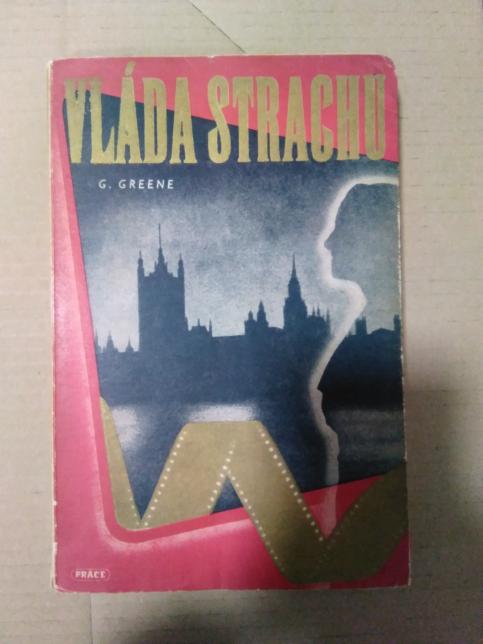 VLÁDA STRACHU
G. GREENE
PRÁCE